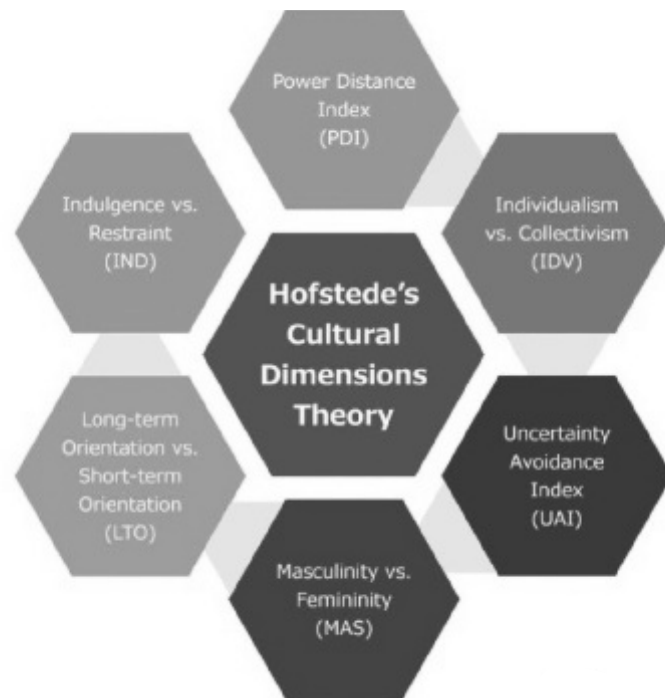 Power Distance
Index
(PDI)
Individualism
vs. Collectivism
(IDV)
Uncertainty
Avoidance
Index
(UAI)
Masculinity vs.
Femininity
(MAS)
Long-term
Orientation vs.
Short-term
Orientation
(LTO)
Indulgence vs.
Restraint
(IND)
Hofstede’s
Cultural
Dimensions
Theory